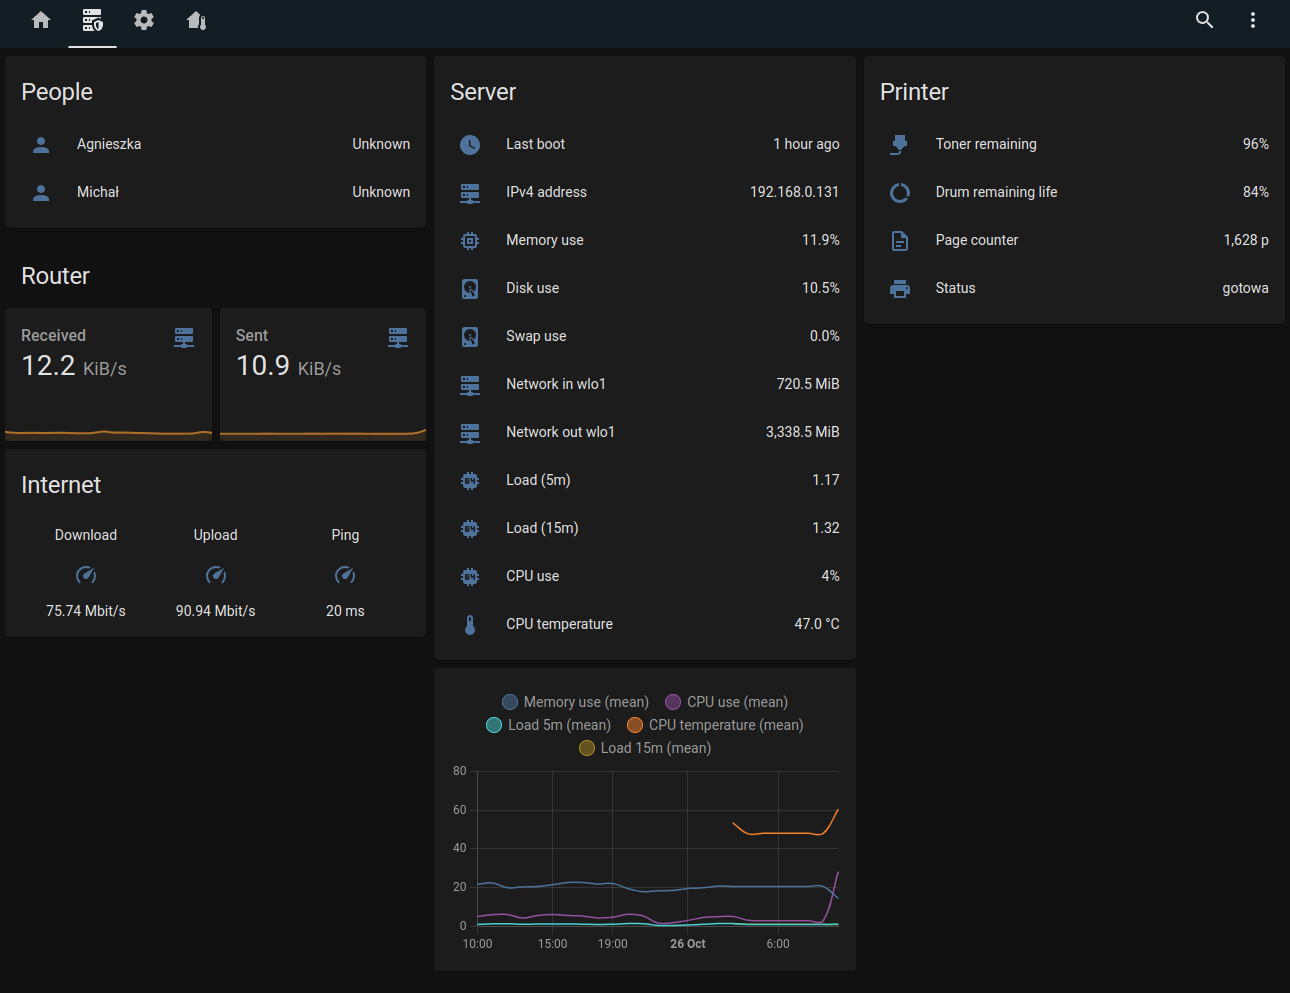 People
Agnieszka Unknown
Michał Unknown
Router
Received
12.2 KiB/s
Sent
10.9 KiB/s
Internet
Download Upload Ping
75.74 Mbit/s 90.94 Mbit/s 20 ms
Server
Last boot 1 hour ago
IPv4 address 192.168.0.131
Memory use 11.9%
Disk use 10.5%
Swap use 0.0%
Network in wlo1 720.5 MiB
Network out wlo1 3,338.5 MiB
Load (5m) 1.17
Load (15m) 1.32
CPU use 4%
CPU temperature 47.0 °C
Memory use (mean) CPU use (mean)
Load 5m (mean) CPU temperature (mean)
Load 15m (mean)
80
60
40
20
0
10:00 15:00 19:00 26 Oct 6:00
Printer
Toner remaining 96%
Drum remaining life 84%
Page counter 1,628 p
Status gotowa